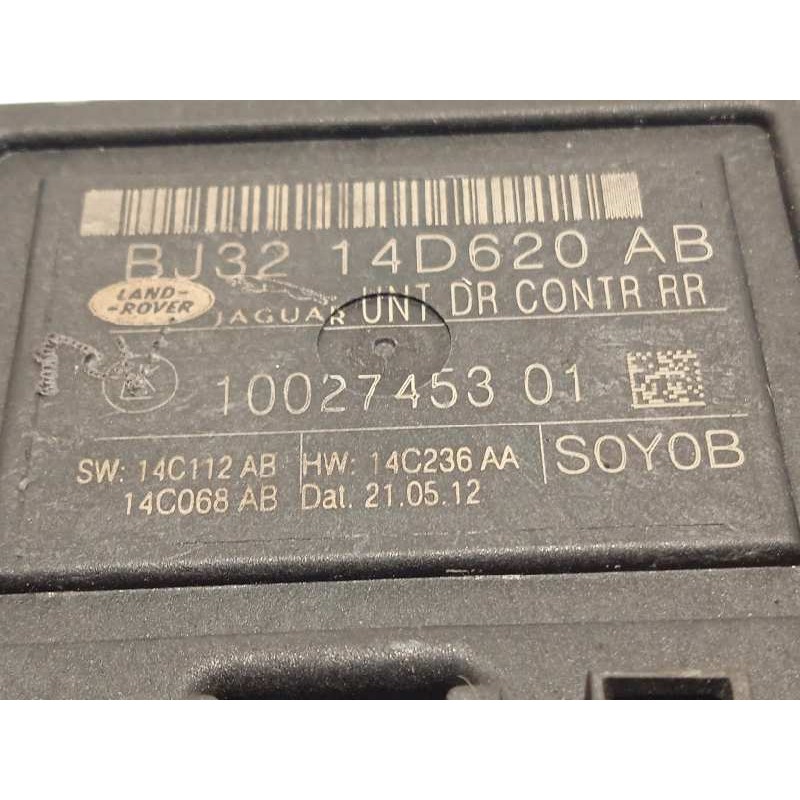 BJ32 14D620 AB
LAND-
-ROVER
JAGUAR UNT DR CONTR RR
10027453 01
SW: 14C112 AB
14C068 AB
HW: 14C236 AA
Dat. 21.05.12
SOYOB